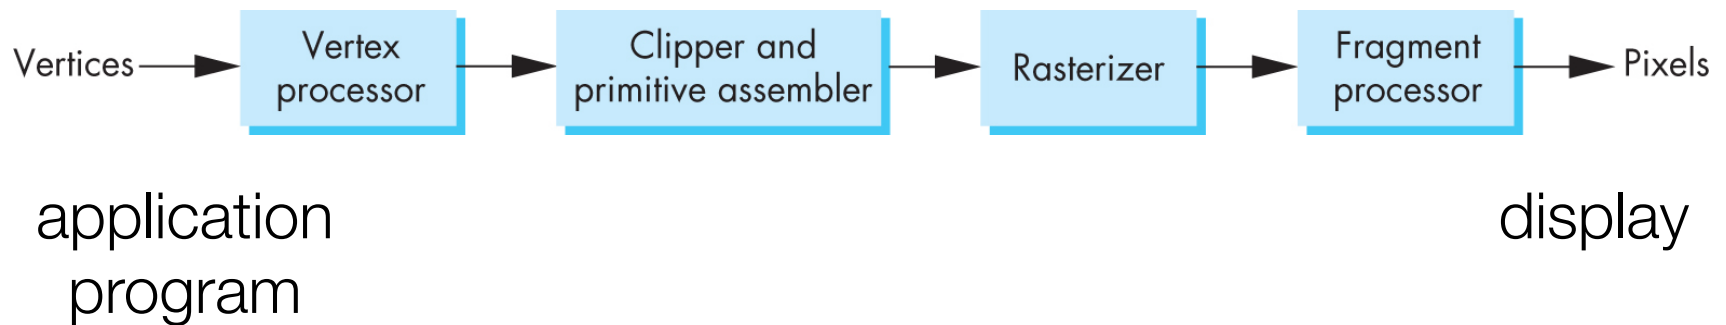 Vertices
Vertex
processor
Clipper and
primitive assembler
Rasterizer
Fragment
processor
Pixels
application
program
display